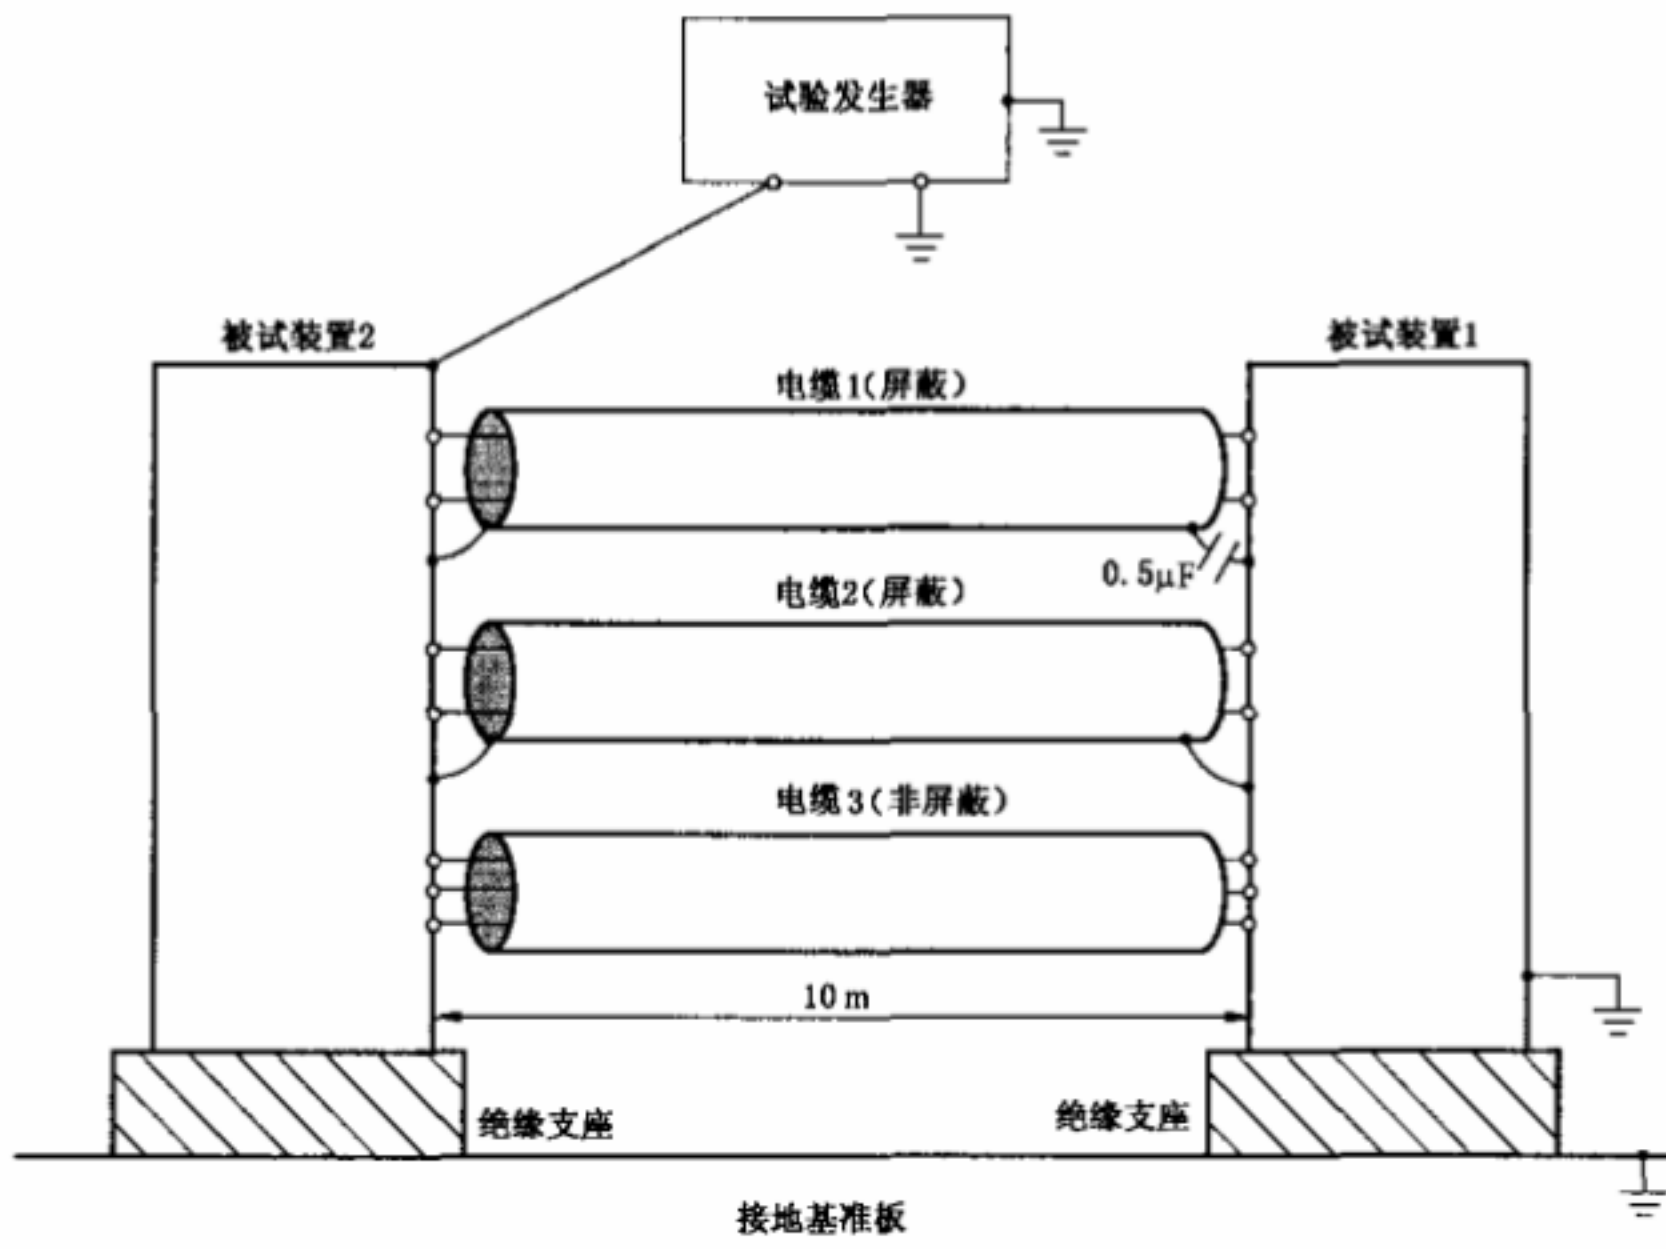 试验发生器
被试装置2
被试装置1
电缆1(屏蔽)
0.5μF
电缆2(屏蔽)
电缆3(非屏蔽)
10 m
绝缘支座
绝缘支座
接地基准板